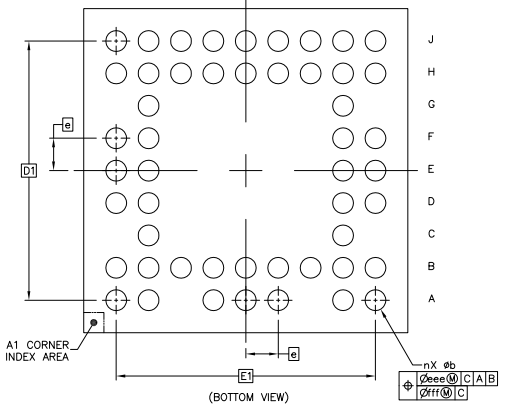 J
H
G
e
F
D1
E
D
C
B
A
A1 CORNER
INDEX AREA
e
nX øb
E1
Øeee Ⓜ C A B
Øfff Ⓜ C
(BOTTOM VIEW)